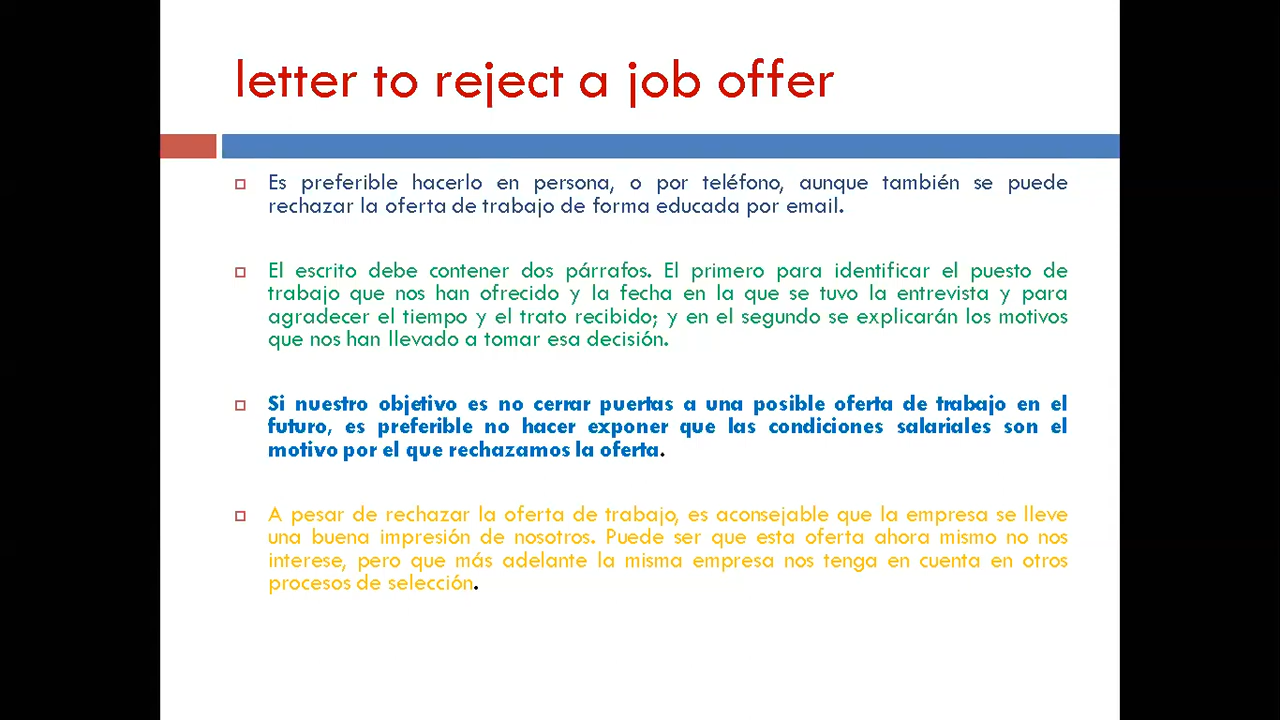 letter to reject a job offer
Es preferible hacerlo en persona, o por teléfono, aunque también se puede
rechazar la oferta de trabajo de forma educada por email.
El escrito debe contener dos párrafos. El primero para identificar el puesto de
trabajo que nos han ofrecido y la fecha en la que se tuvo la entrevista y para
agradecer el tiempo y el trato recibido; y en el segundo se explicarán los motivos
que nos han llevado a tomar esa decisión.
Si nuestro objetivo es no cerrar puertas a una posible oferta de trabajo en el
futuro, es preferible no hacer exponer que las condiciones salariales son el
motivo por el que rechazamos la oferta.
A pesar de rechazar la oferta de trabajo, es aconsejable que la empresa se lleve
una buena impresión de nosotros. Puede ser que esta oferta ahora mismo no nos
interese, pero que más adelante la misma empresa nos tenga en cuenta en otros
procesos de selección.